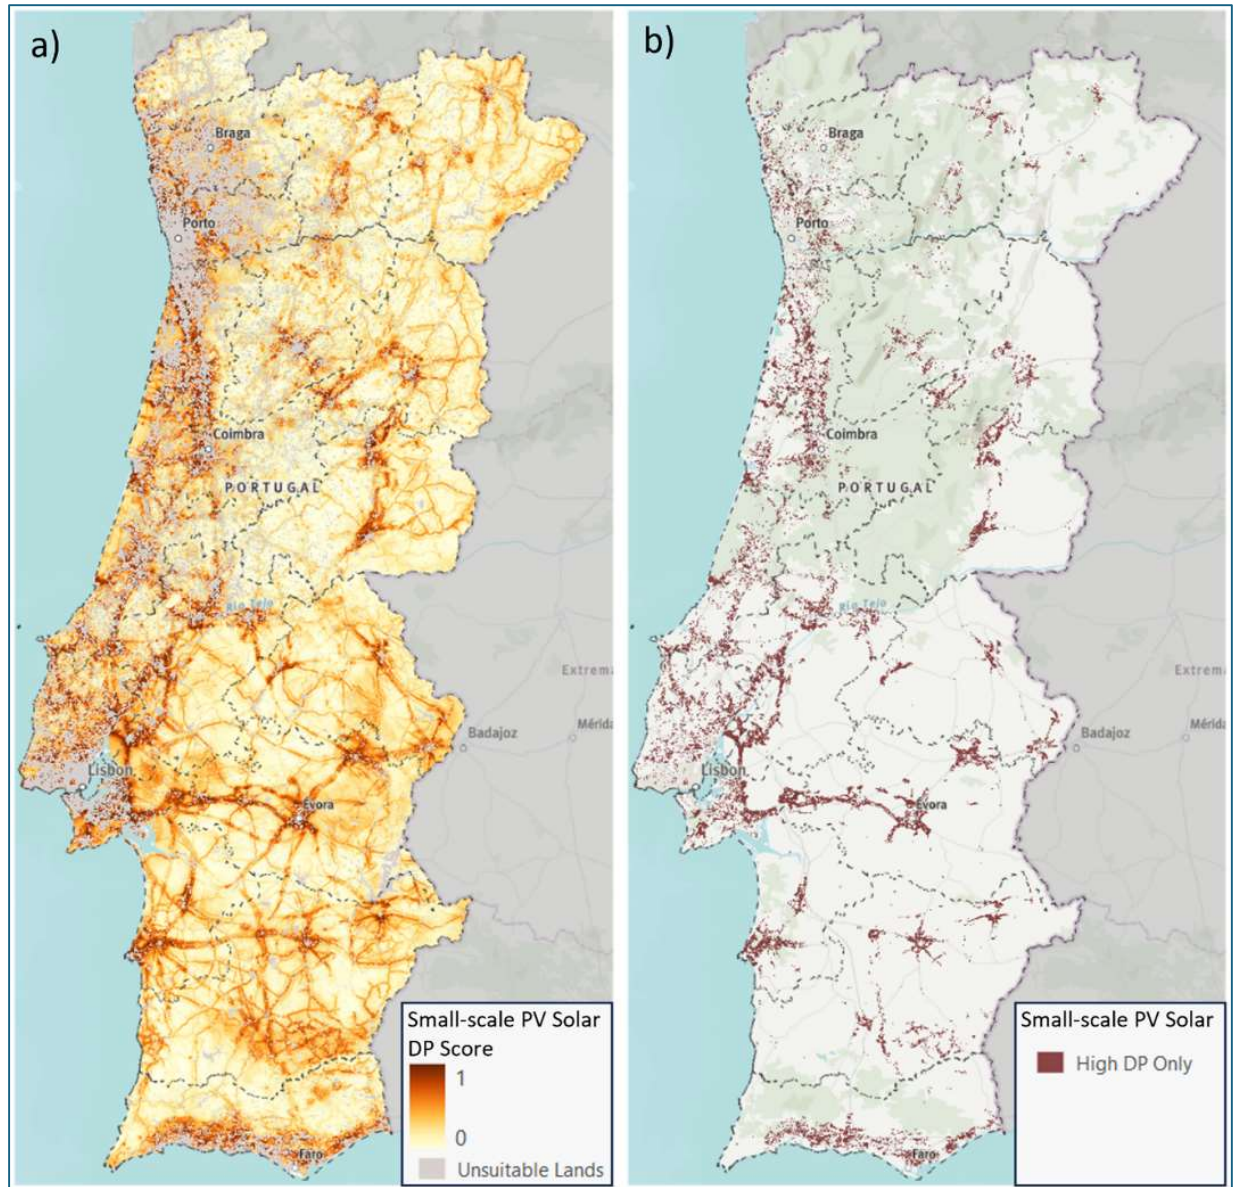 a)
Braga
Porto
Coimbra
PORTUGAL
Rio Tejo
Extrem
Badajoz
Mérida
Lisbon
Évora
Faro
Small-scale PV Solar
DP Score
1
0
Unsuitable Lands
b)
Braga
Porto
Coimbra
PORTUGAL
Rio Tejo
Extrema
Badajoz
Mérida
Lisbon
Évora
Faro
Small-scale PV Solar
High DP Only